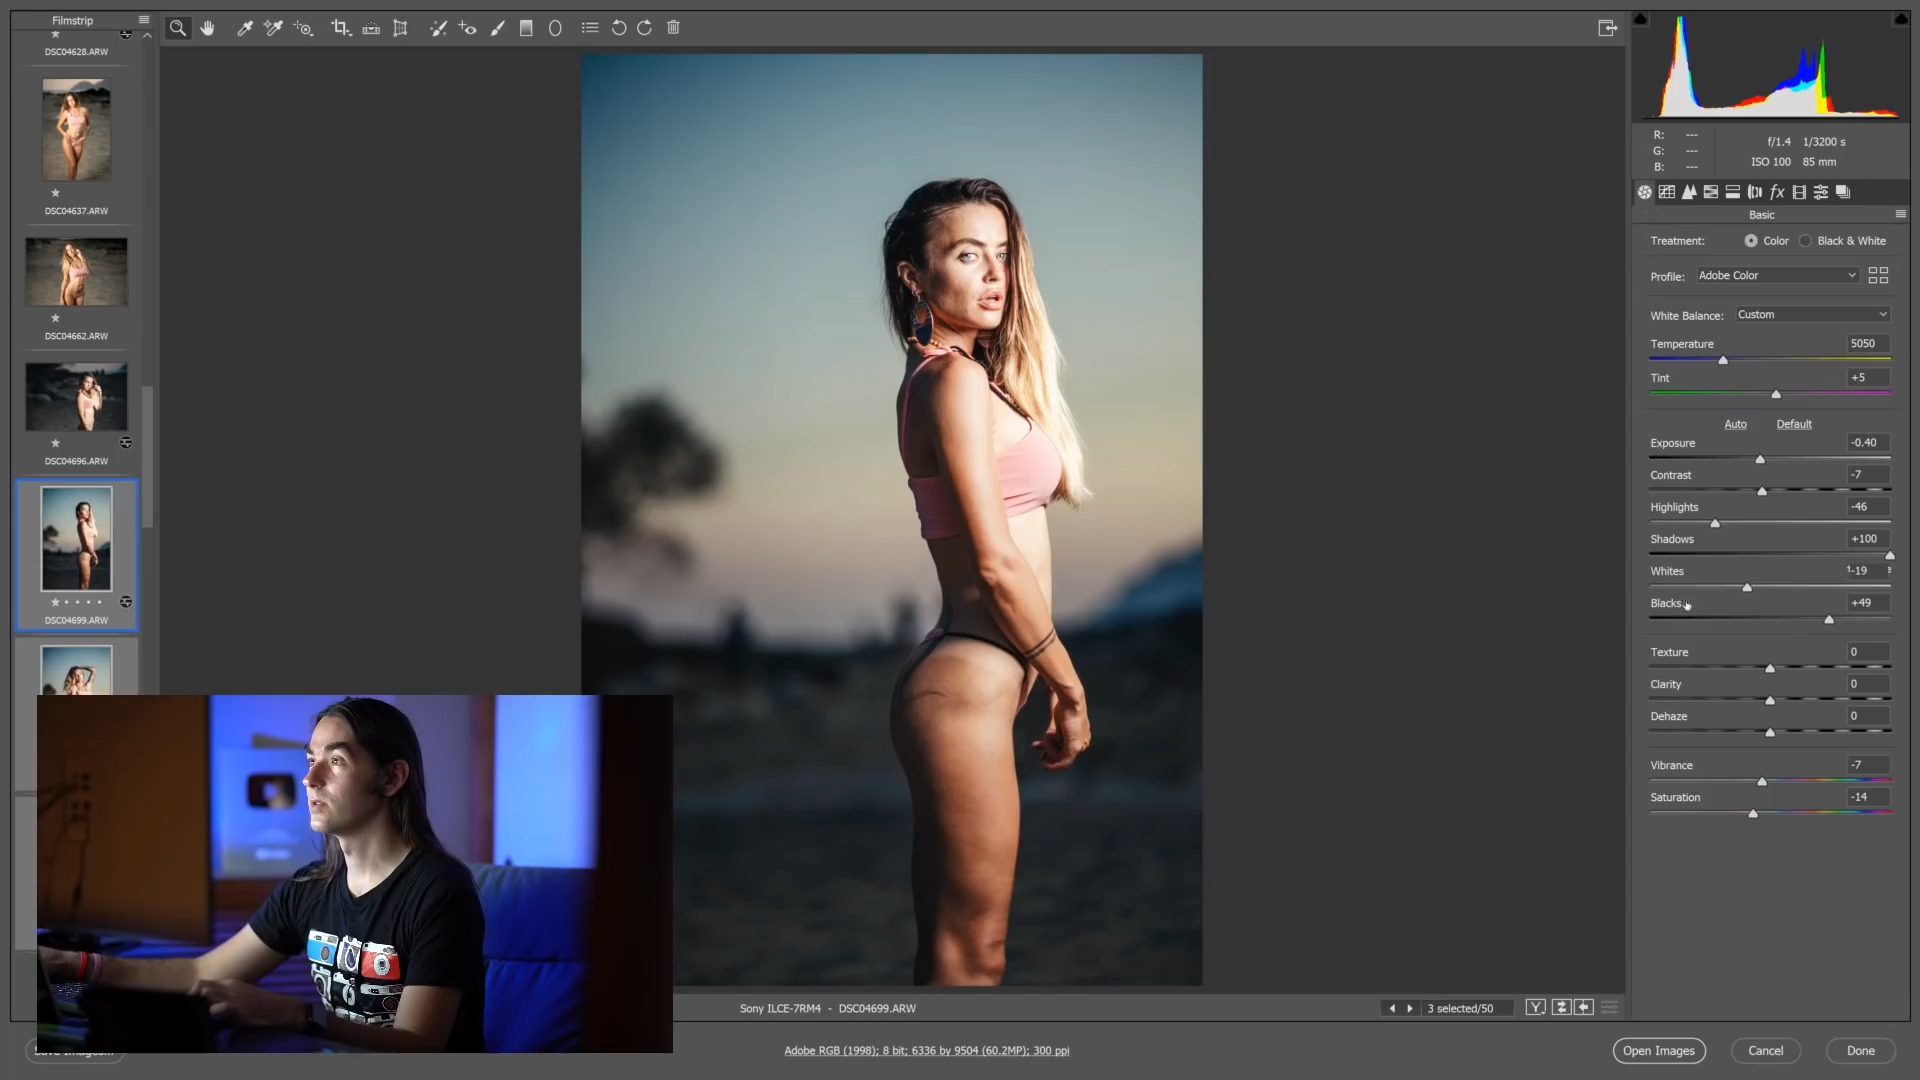 Filmstrip
DSC04628.ARW
DSC04637.ARW
DSC04662.ARW
DSC04696.ARW
DSC04699.ARW
R: ---
G: ---
B: ---
f/1.4 1/3200 s
ISO 100 85 mm
fx
Basic
Treatment: Color Black & White
Profile: Adobe Color
White Balance: Custom
Temperature 5050
Tint +5
Auto Default
Exposure -0.40
Contrast -7
Highlights -46
Shadows +100
Whites -19
Blacks +49
Texture 0
Clarity 0
Dehaze 0
Vibrance -7
Saturation -14
Sony ILCE-7RM4 - DSC04699.ARW
3 selected/50
Y
Save Images...
Adobe RGB (1998); 8 bit; 6336 by 9504 (60.2MP); 300 ppi
Open Images
Cancel
Done